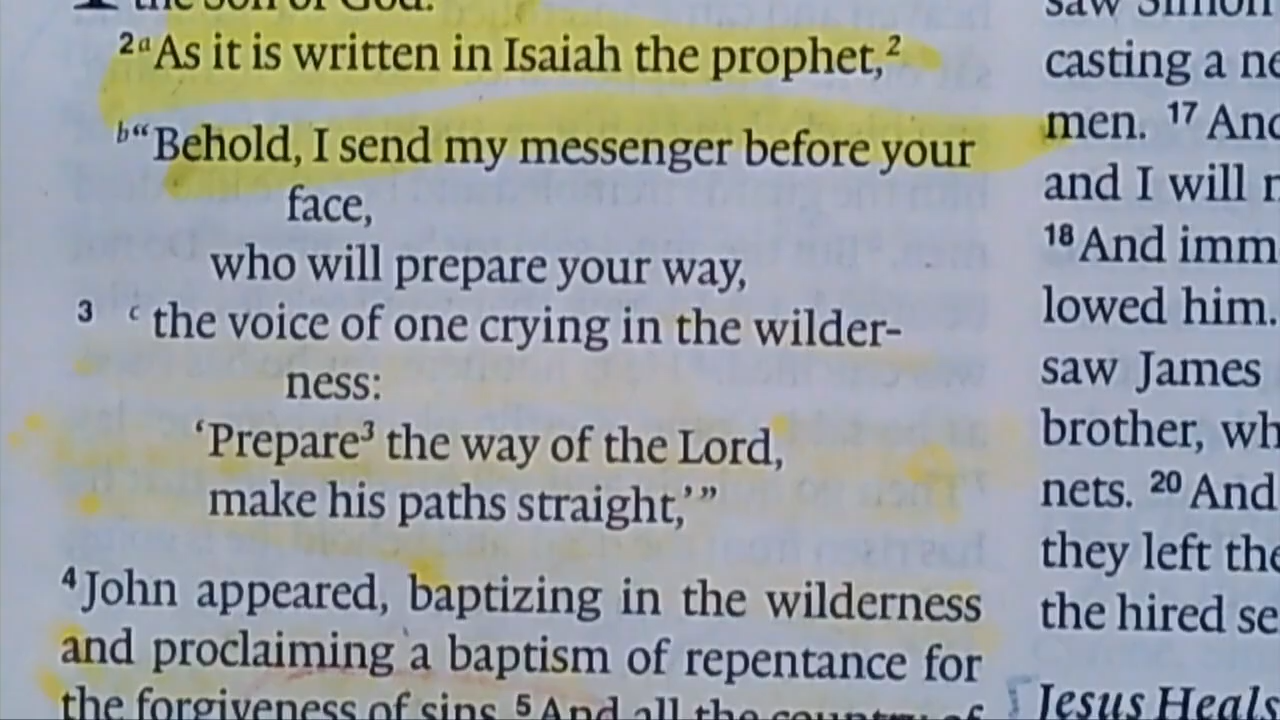 the son of God.
2 a As it is written in Isaiah the prophet,2
b “Behold, I send my messenger before your
face,
who will prepare your way,
3 c the voice of one crying in the wilder-
ness:
‘Prepare3 the way of the Lord,
make his paths straight,’”
4 John appeared, baptizing in the wilderness
and proclaiming a baptism of repentance for
the forgiveness of sins. 5 And all the country of
saw Simon
casting a ne
men. 17 And
and I will
18 And imm
lowed him.
saw James
brother, wh
nets. 20 And
they left the
the hired se
Jesus Heals